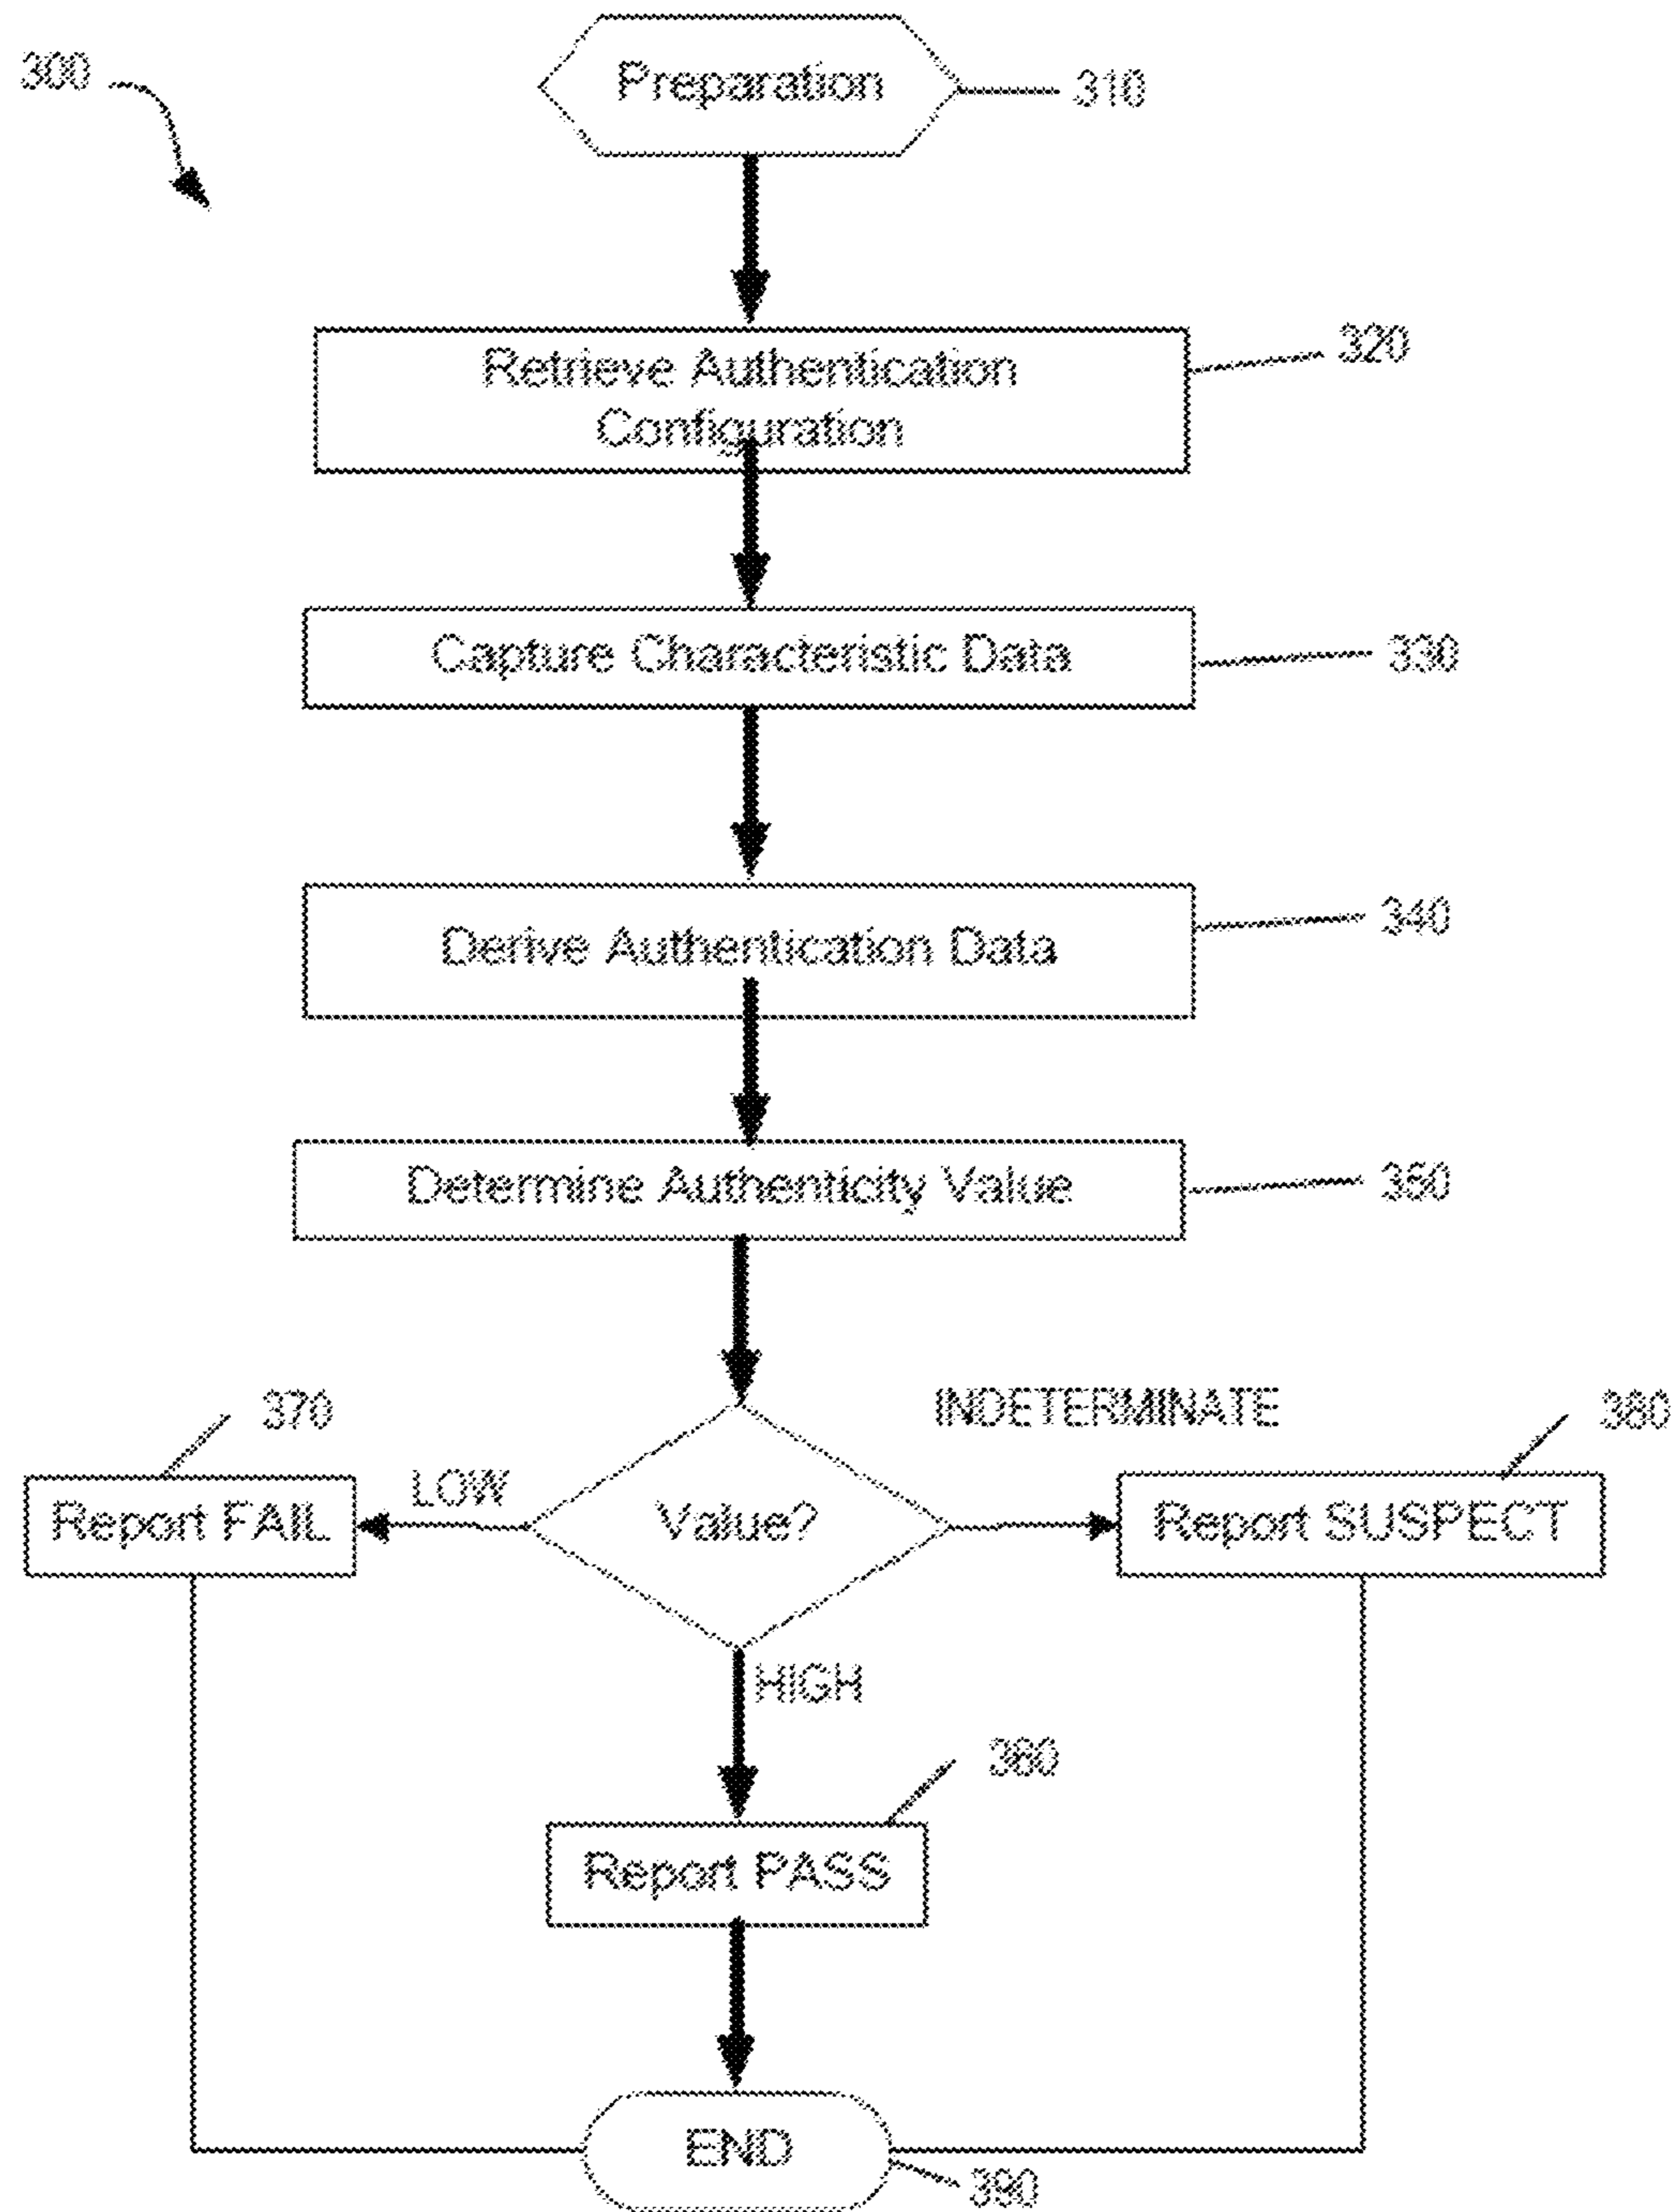 300
Preparation
310
Retrieve Authentication
Configuration
320
Capture Characteristic Data
330
Derive Authentication Data
340
Determine Authenticity Value
350
370
INDETERMINATE
380
Report FAIL
LOW
Value?
Report SUSPECT
HIGH
360
Report PASS
END
390